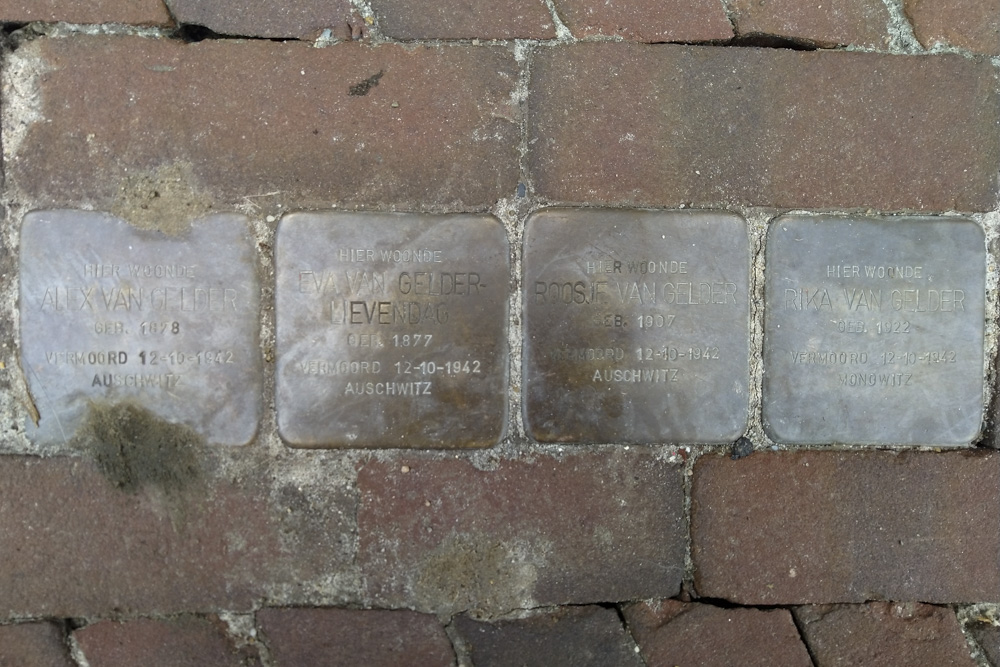 HIER WOONDE
ALEX VAN GELDER
GEB. 1878
VERMOORD 12-10-1942
AUSCHWITZ
HIER WOONDE
EVA VAN GELDER-
LIEVENDAG
GEB. 1877
VERMOORD 12-10-1942
AUSCHWITZ
HIER WOONDE
ROOSJE VAN GELDER
GEB. 1907
VERMOORD 12-10-1942
AUSCHWITZ
HIER WOONDE
RIKA VAN GELDER
GEB. 1922
VERMOORD 12-10-1942
MONOWITZ